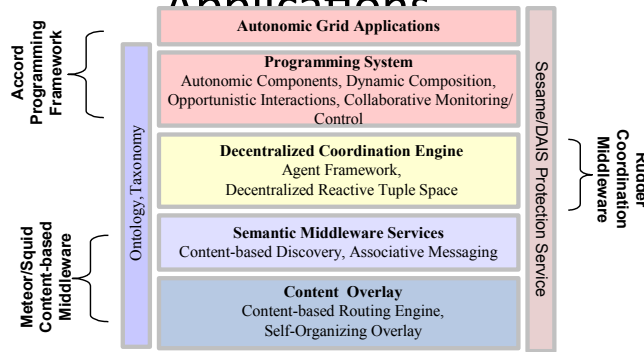 Applications
Autonomic Grid Applications
Accord
Programming
Framework
Programming System
Autonomic Components, Dynamic Composition,
Opportunistic Interactions, Collaborative Monitoring/
Control
Ontology,Taxonomy
Sesame/DAIS Protection Service
Decentralized Coordination Engine
Agent Framework,
Decentralized Reactive Tuple Space
Rudder
Coordination
Middleware
Semantic Middleware Services
Content-based Discovery, Associative Messaging
Meteor/Squid
Content-based
Middleware
Content Overlay
Content-based Routing Engine,
Self-Organizing Overlay